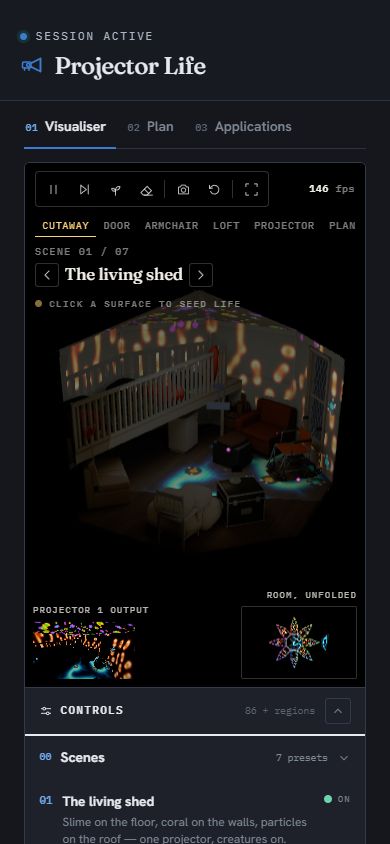 SESSION ACTIVE
Projector Life
01 Visualiser 02 Plan 03 Applications
146 fps
CUTAWAY DOOR ARMCHAIR LOFT PROJECTOR PLAN
SCENE 01 / 07
The living shed
CLICK A SURFACE TO SEED LIFE
ROOM, UNFOLDED
PROJECTOR 1 OUTPUT
CONTROLS 86 + regions
00 Scenes 7 presets
01 The living shed ON
Slime on the floor, coral on the walls, particles
on the roof — one projector, creatures on.